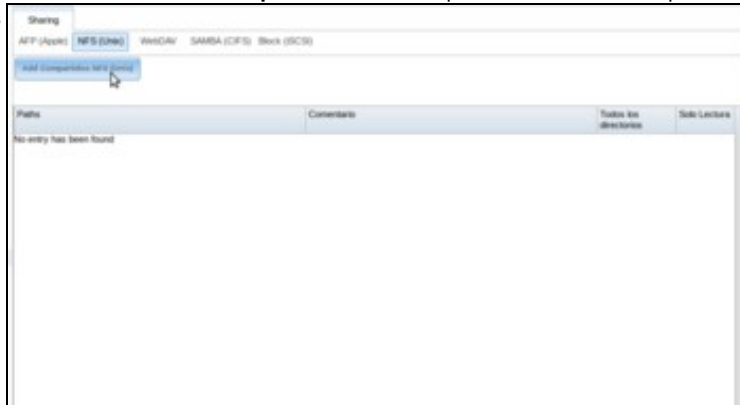 Sharing
AFP (Apple) NFS (Unix) WebDAV SAMBA (CIFS) Block (iSCSI)
Add Compartidos NFS (Unix)
Paths Comentario Todos los directorios Solo Lectura
No entry has been found